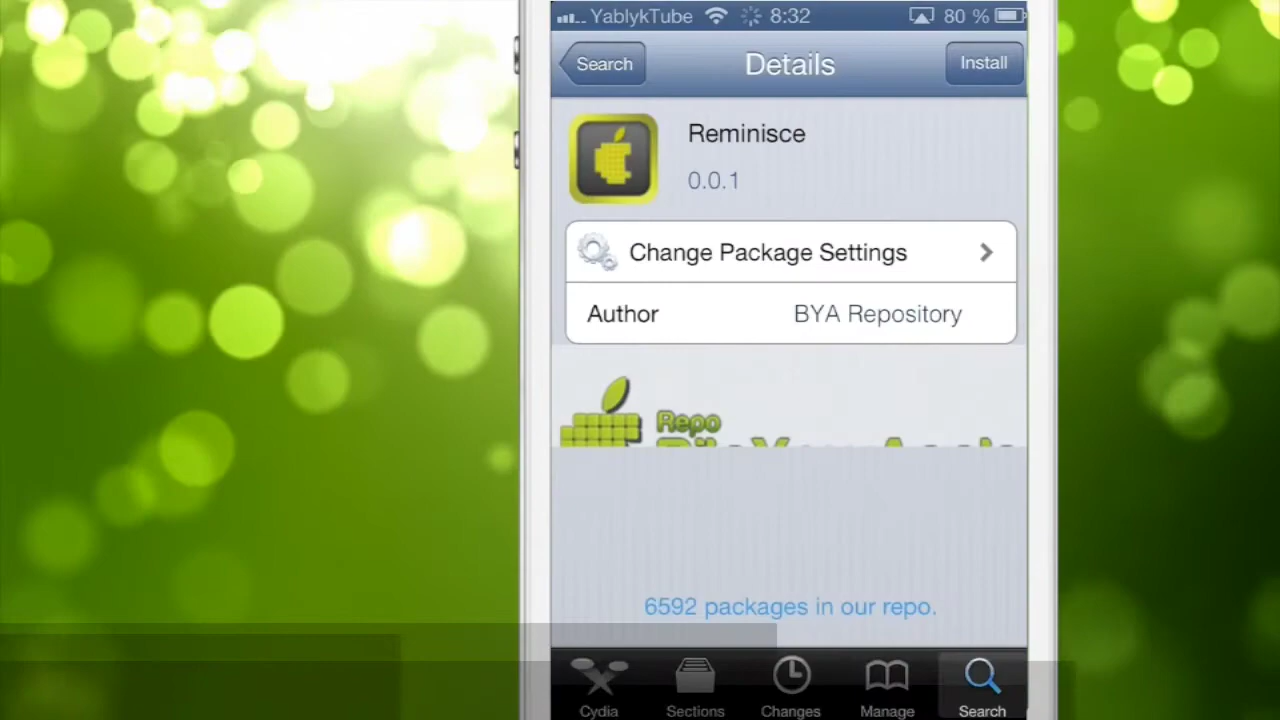 YablykTube 8:32 80 %
Search Details Install
Reminisce
0.0.1
Change Package Settings
Author BYA Repository
Repo
6592 packages in our repo.
Cydia Sections Changes Manage Search